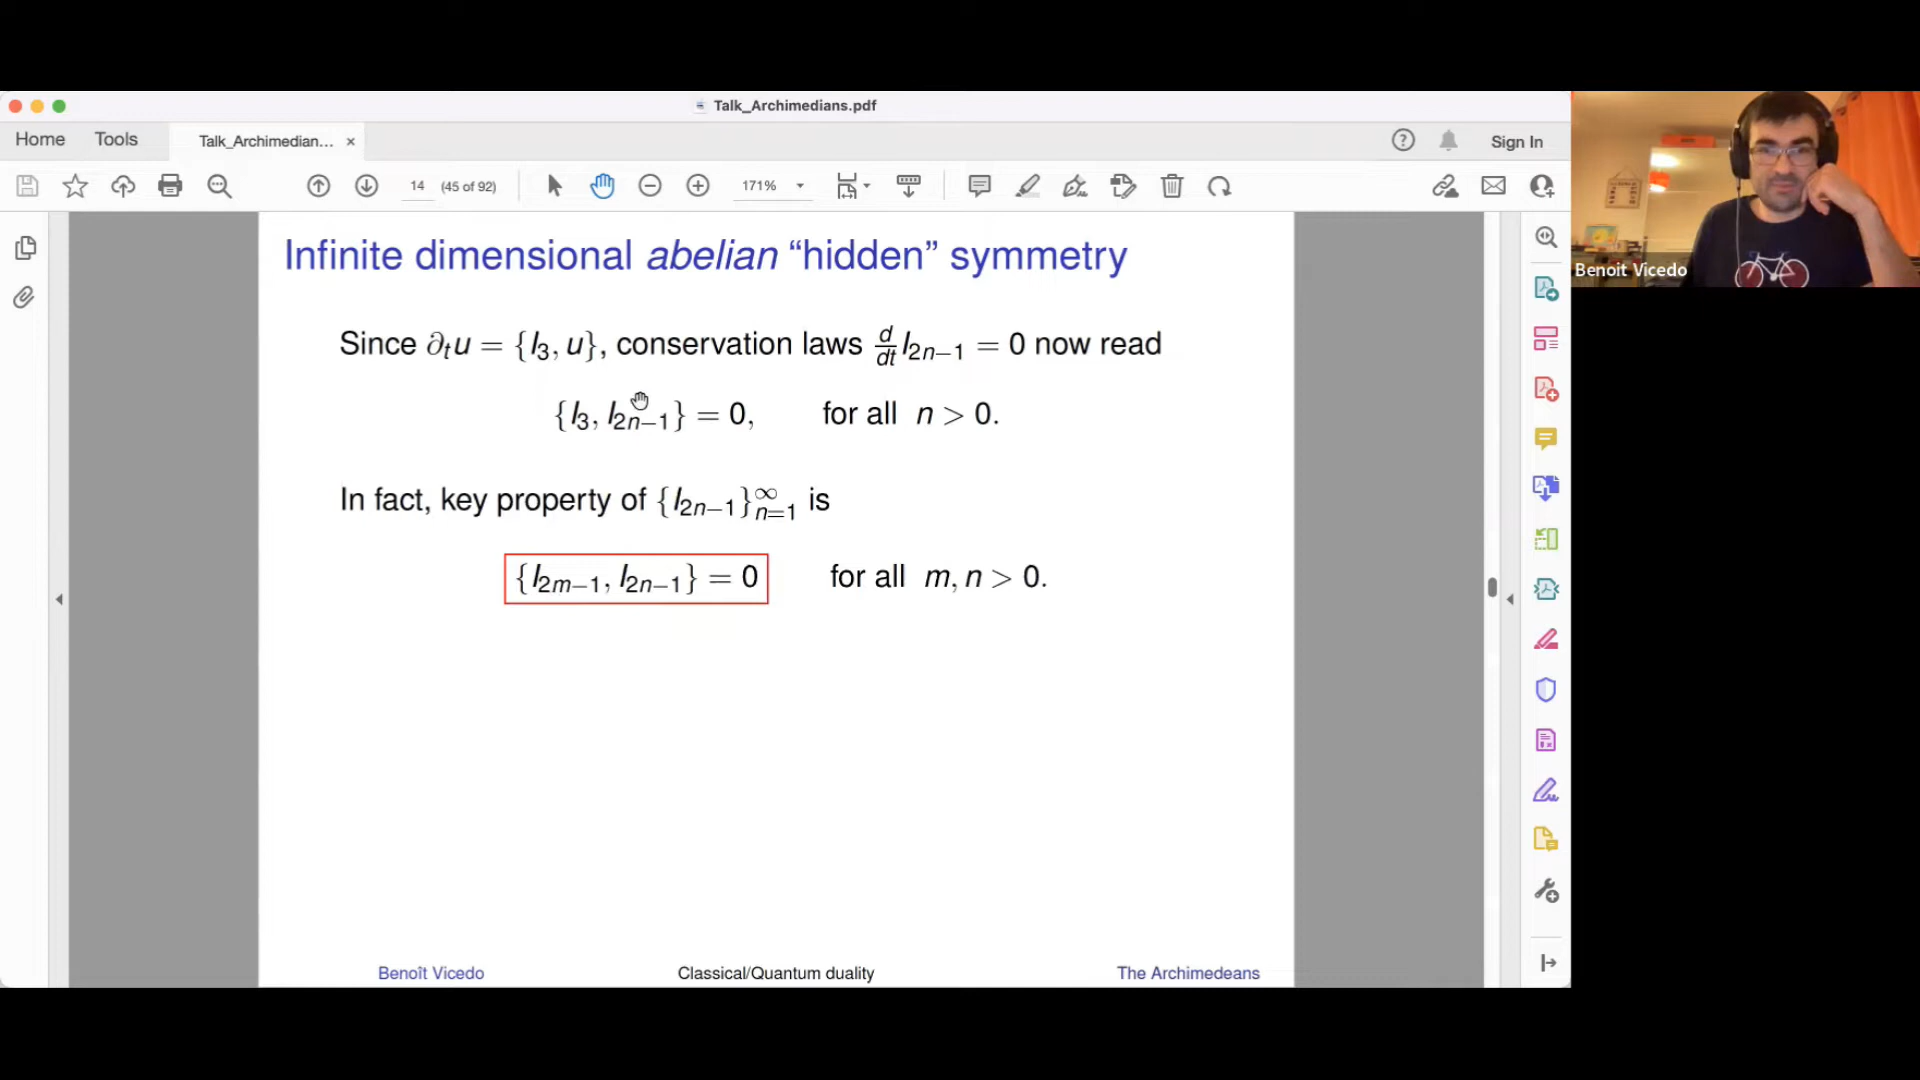 Talk_Archimedians.pdf
Home Tools Talk_Archimedian... × Sign In
14 (45 of 92) 171%
Infinite dimensional abelian “hidden” symmetry
Since ∂ₜu = {I₃, u}, conservation laws d/dt I₂ₙ₋₁ = 0 now read
{I₃, I₂ₙ₋₁} = 0, for all n > 0.
In fact, key property of {I₂ₙ₋₁}ₙ₌₁^∞ is
{I₂ₘ₋₁, I₂ₙ₋₁} = 0 for all m, n > 0.
Benoît Vicedo Classical/Quantum duality The Archimedeans
Benoit Vicedo